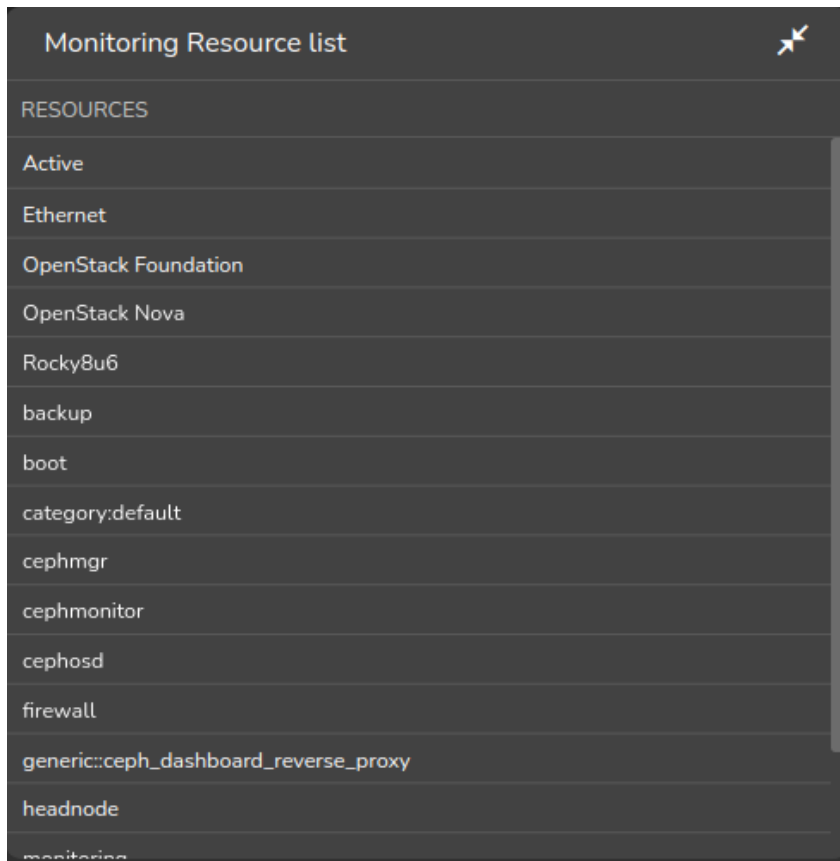 Monitoring Resource list
RESOURCES
Active
Ethernet
OpenStack Foundation
OpenStack Nova
Rocky8u6
backup
boot
category:default
cephmgr
cephmonitor
cephosd
firewall
generic::ceph_dashboard_reverse_proxy
headnode
monitoring